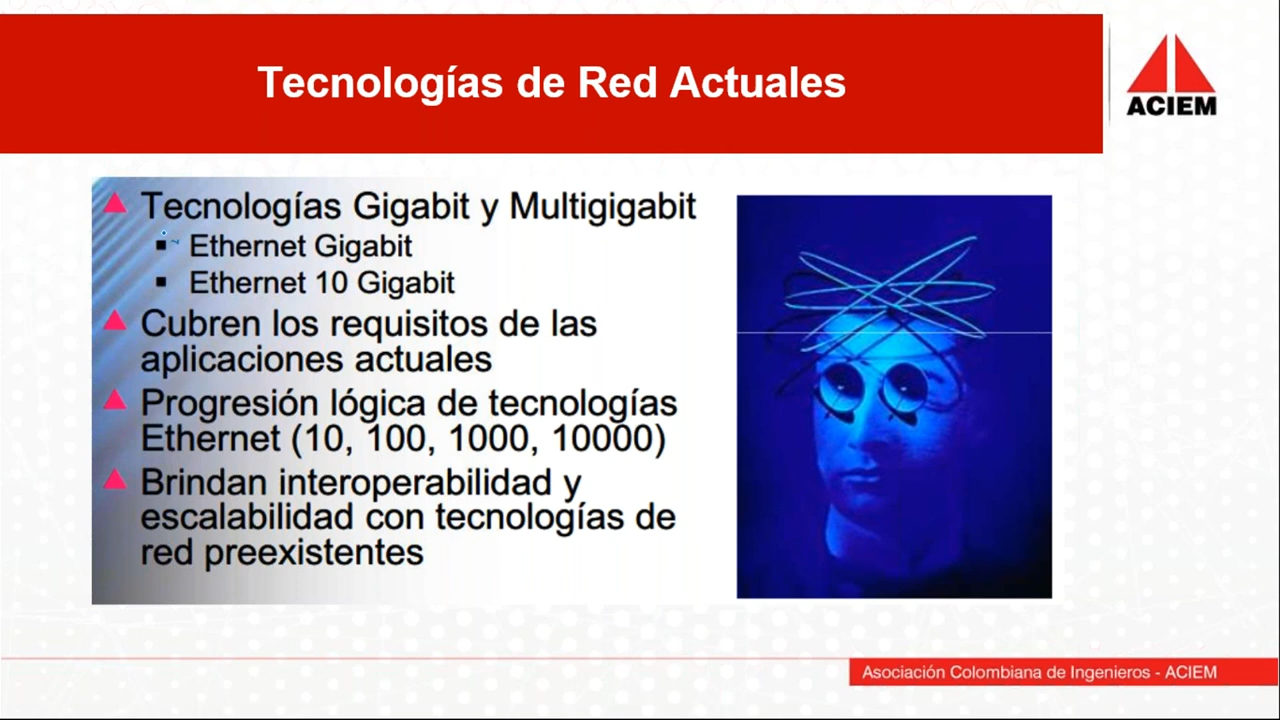 Tecnologías de Red Actuales
ACIEM
Tecnologías Gigabit y Multigigabit
Ethernet Gigabit
Ethernet 10 Gigabit
Cubren los requisitos de las
aplicaciones actuales
Progresión lógica de tecnologías
Ethernet (10, 100, 1000, 10000)
Brindan interoperabilidad y
escalabilidad con tecnologías de
red preexistentes
Asociación Colombiana de Ingenieros - ACIEM